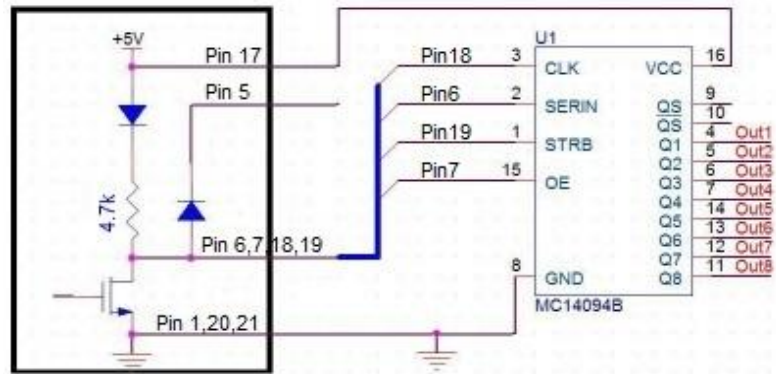 +5V
Pin 17
Pin 5
4.7k
Pin 6,7,18,19
Pin 1,20,21
Pin18
Pin6
Pin19
Pin7
3
2
1
15
8
U1
CLK
SERIN
STRB
OE
GND
VCC
QS
QS
Q1
Q2
Q3
Q4
Q5
Q6
Q7
Q8
16
9
10
4 Out1
5 Out2
6 Out3
7 Out4
14 Out5
13 Out6
12 Out7
11 Out8
MC14094B